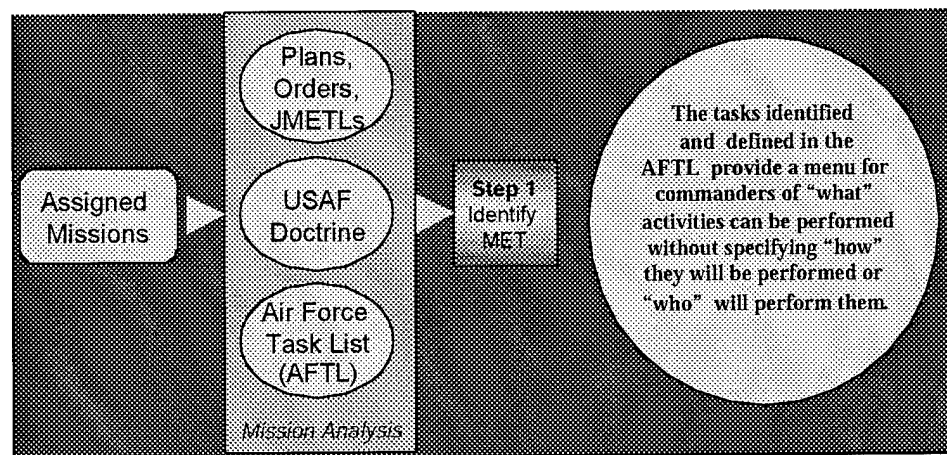 Assigned
Missions
Plans,
Orders,
JMETLs
USAF
Doctrine
Air Force
Task List
(AFTL)
Mission Analysis
Step 1
Identify
MET
The tasks identified
and defined in the
AFTL provide a menu for
commanders of "what"
activities can be performed
without specifying "how"
they will be performed or
"who" will perform them.